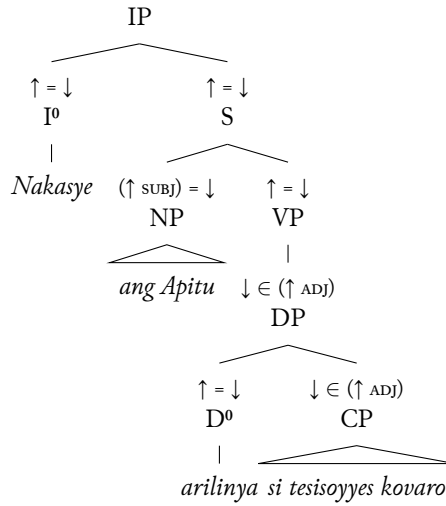 IP
↑ = ↓
I⁰
S
Nakasye
(↑ SUBJ) = ↓
NP
↑ = ↓
VP
ang Apitu
↓ ∈ (↑ ADJ)
DP
↑ = ↓
D⁰
↓ ∈ (↑ ADJ)
CP
arilinya si tesisoyyes kovaro